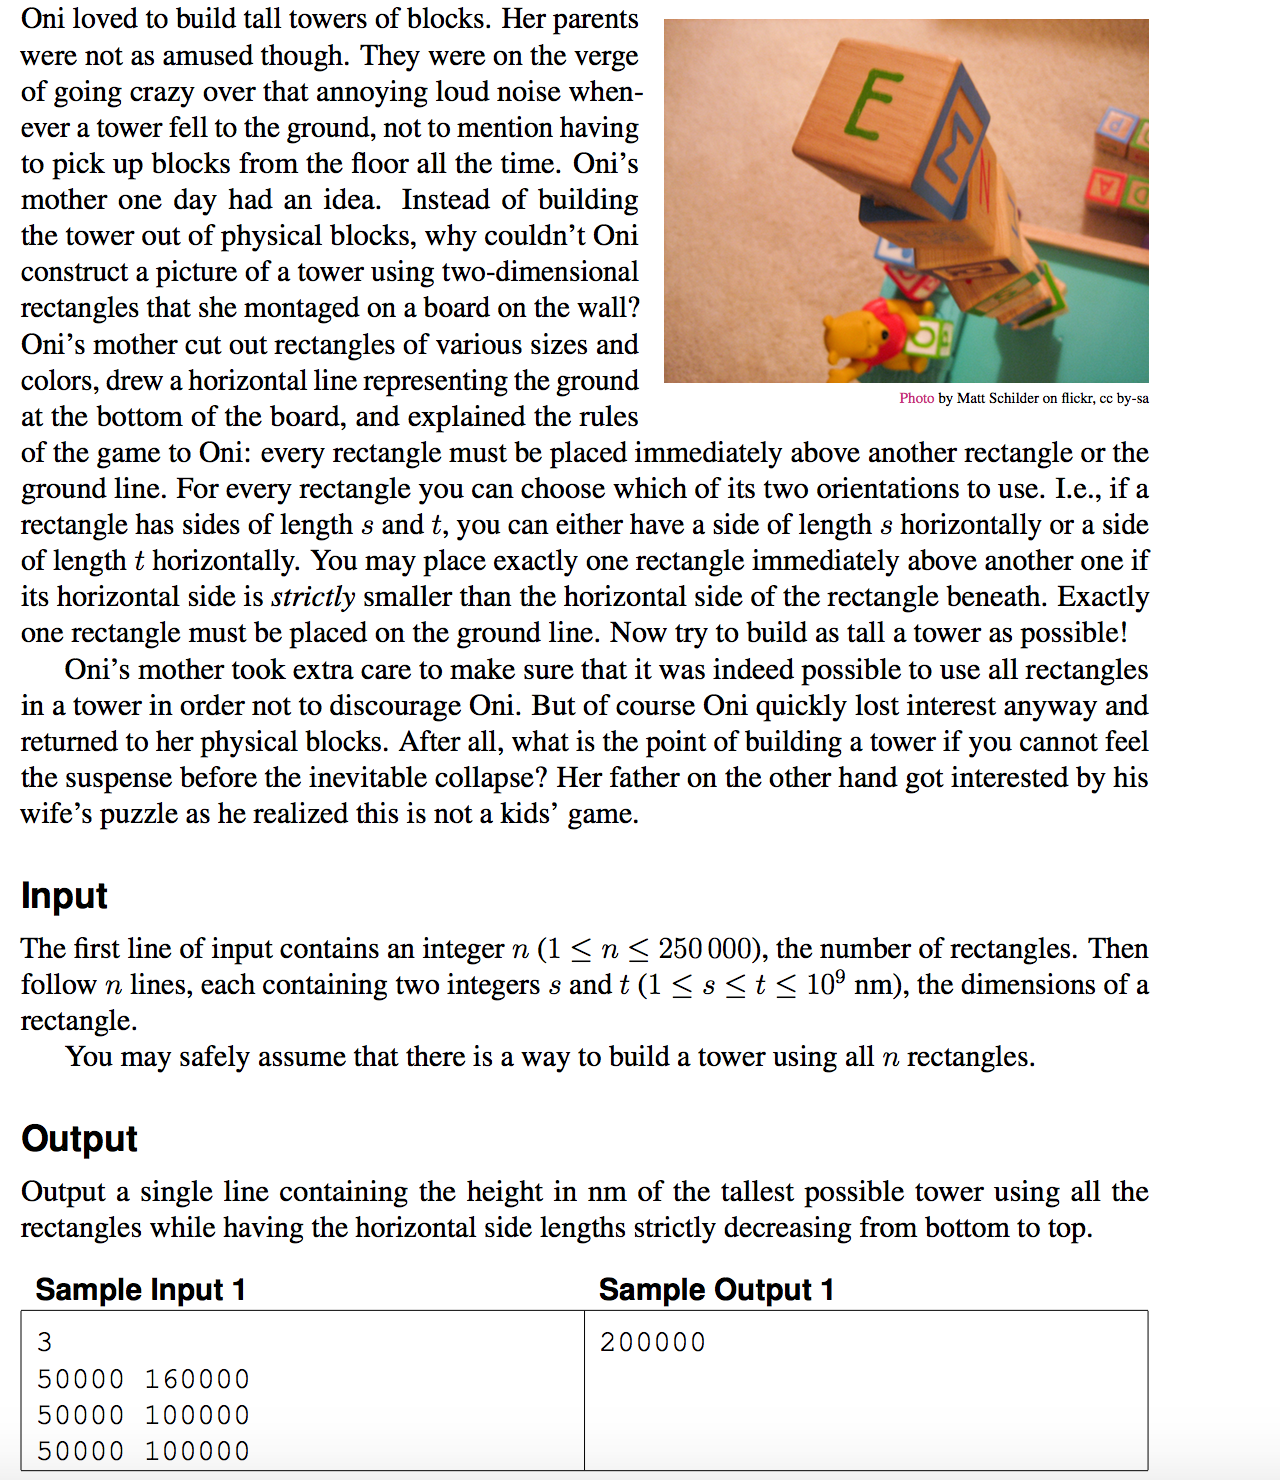 Oni loved to build tall towers of blocks. Her parents
were not as amused though. They were on the verge
of going crazy over that annoying loud noise when-
ever a tower fell to the ground, not to mention having
to pick up blocks from the floor all the time. Oni’s
mother one day had an idea. Instead of building
the tower out of physical blocks, why couldn’t Oni
construct a picture of a tower using two-dimensional
rectangles that she montaged on a board on the wall?
Oni’s mother cut out rectangles of various sizes and
colors, drew a horizontal line representing the ground
at the bottom of the board, and explained the rules
E
Photo by Matt Schilder on flickr, cc by-sa
of the game to Oni: every rectangle must be placed immediately above another rectangle or the
ground line. For every rectangle you can choose which of its two orientations to use. I.e., if a
rectangle has sides of length s and t, you can either have a side of length s horizontally or a side
of length t horizontally. You may place exactly one rectangle immediately above another one if
its horizontal side is strictly smaller than the horizontal side of the rectangle beneath. Exactly
one rectangle must be placed on the ground line. Now try to build as tall a tower as possible!
Oni’s mother took extra care to make sure that it was indeed possible to use all rectangles
in a tower in order not to discourage Oni. But of course Oni quickly lost interest anyway and
returned to her physical blocks. After all, what is the point of building a tower if you cannot feel
the suspense before the inevitable collapse? Her father on the other hand got interested by his
wife’s puzzle as he realized this is not a kids’ game.
Input
The first line of input contains an integer n (1 ≤ n ≤ 250 000), the number of rectangles. Then
follow n lines, each containing two integers s and t (1 ≤ s ≤ t ≤ 10⁹ nm), the dimensions of a
rectangle.
You may safely assume that there is a way to build a tower using all n rectangles.
Output
Output a single line containing the height in nm of the tallest possible tower using all the
rectangles while having the horizontal side lengths strictly decreasing from bottom to top.
Sample Input 1 Sample Output 1
3 200000
50000 160000
50000 100000
50000 100000